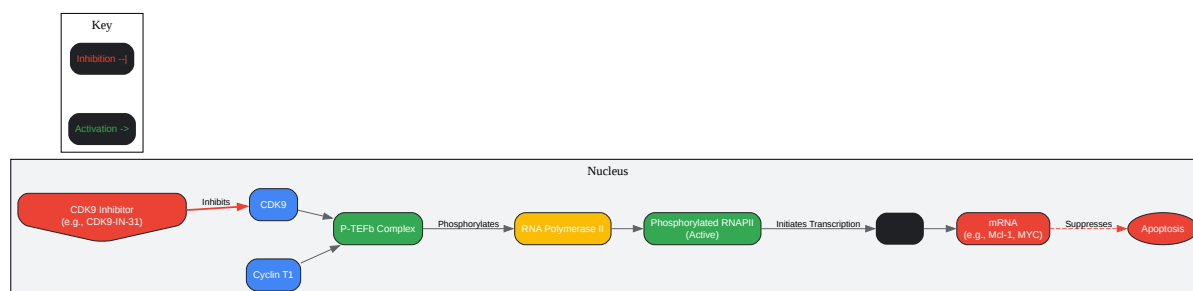 Key
Inhibition --|
Activation ->
Nucleus
CDK9 Inhibitor
(e.g., CDK9-IN-31)
Inhibits
CDK9
Cyclin T1
P-TEFb Complex
Phosphorylates
RNA Polymerase II
Phosphorylated RNAPII
(Active)
Initiates Transcription
mRNA
(e.g., Mcl-1, MYC)
Suppresses
Apoptosis